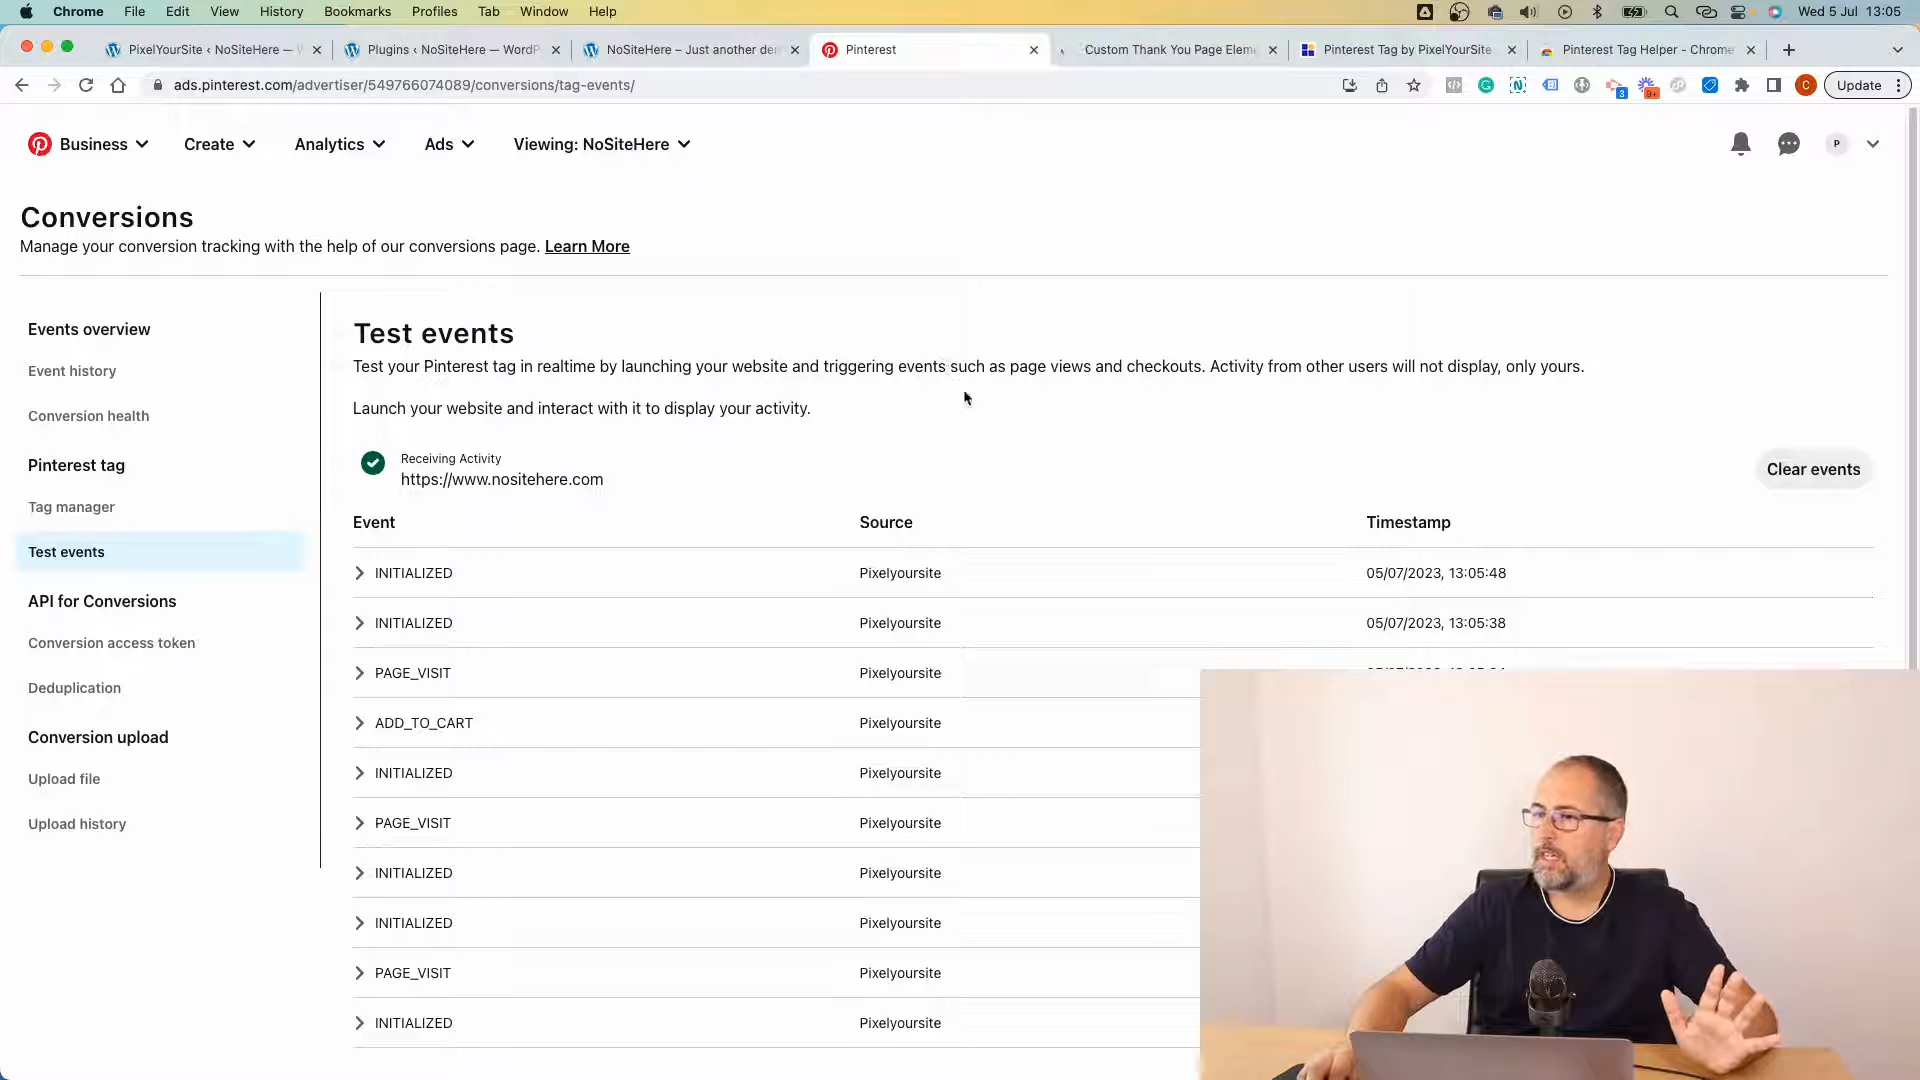 Chrome File Edit View History Bookmarks Profiles Tab Window Help Wed 5 Jul 13:05
PixelYourSite ‹ NoSiteHere — W Plugins ‹ NoSiteHere — WordP NoSiteHere – Just another de Pinterest Custom Thank You Page Eleme Pinterest Tag by PixelYourSite Pinterest Tag Helper - Chrome
ads.pinterest.com/advertiser/549766074089/conversions/tag-events/ 3 9+ C Update
Business Create Analytics Ads Viewing: NoSiteHere P
Conversions
Manage your conversion tracking with the help of our conversions page. Learn More
Events overview
Event history
Conversion health
Pinterest tag
Tag manager
Test events
API for Conversions
Conversion access token
Deduplication
Conversion upload
Upload file
Upload history
Test events
Test your Pinterest tag in realtime by launching your website and triggering events such as page views and checkouts. Activity from other users will not display, only yours.
Launch your website and interact with it to display your activity.
Receiving Activity
https://www.nositehere.com
Clear events
Event Source Timestamp
INITIALIZED Pixelyoursite 05/07/2023, 13:05:48
INITIALIZED Pixelyoursite 05/07/2023, 13:05:38
PAGE_VISIT Pixelyoursite
ADD_TO_CART Pixelyoursite
INITIALIZED Pixelyoursite
PAGE_VISIT Pixelyoursite
INITIALIZED Pixelyoursite
INITIALIZED Pixelyoursite
PAGE_VISIT Pixelyoursite
INITIALIZED Pixelyoursite